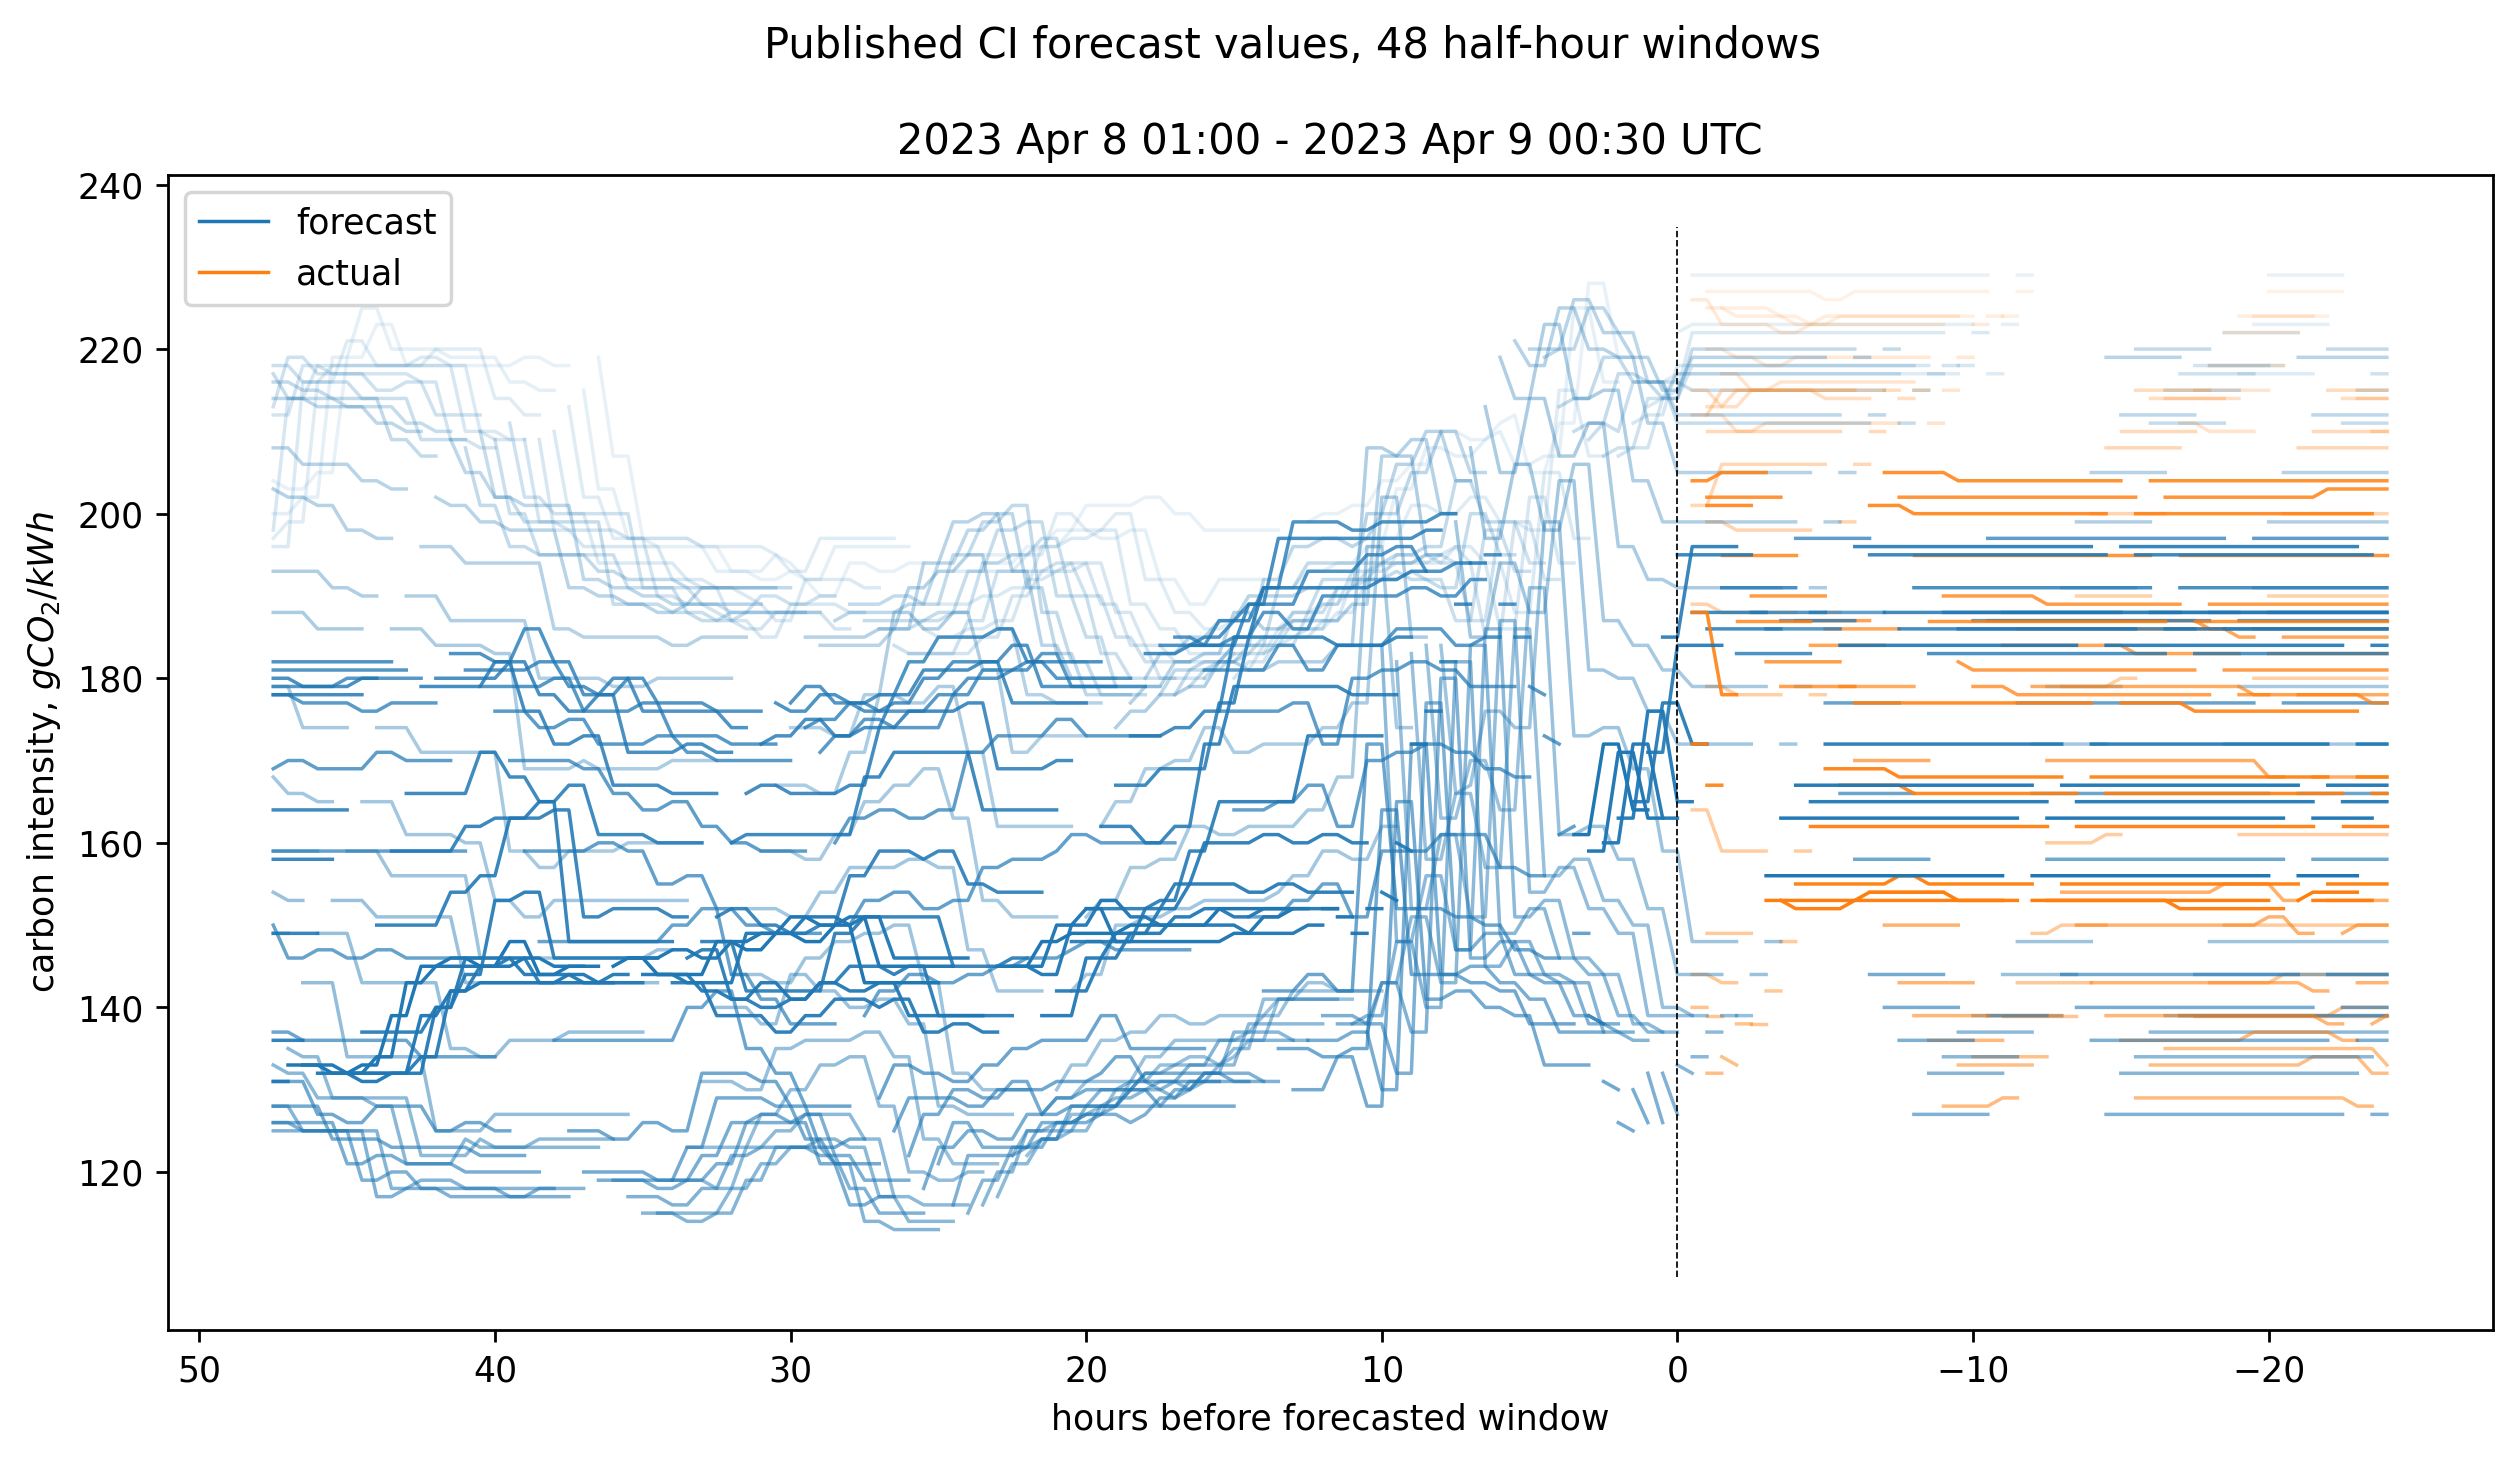 Published CI forecast values, 48 half-hour windows
2023 Apr 8 01:00 - 2023 Apr 9 00:30 UTC
forecast
actual
carbon intensity, gCO₂/kWh
240
220
200
180
160
140
120
50 40 30 20 10 0 −10 −20
hours before forecasted window